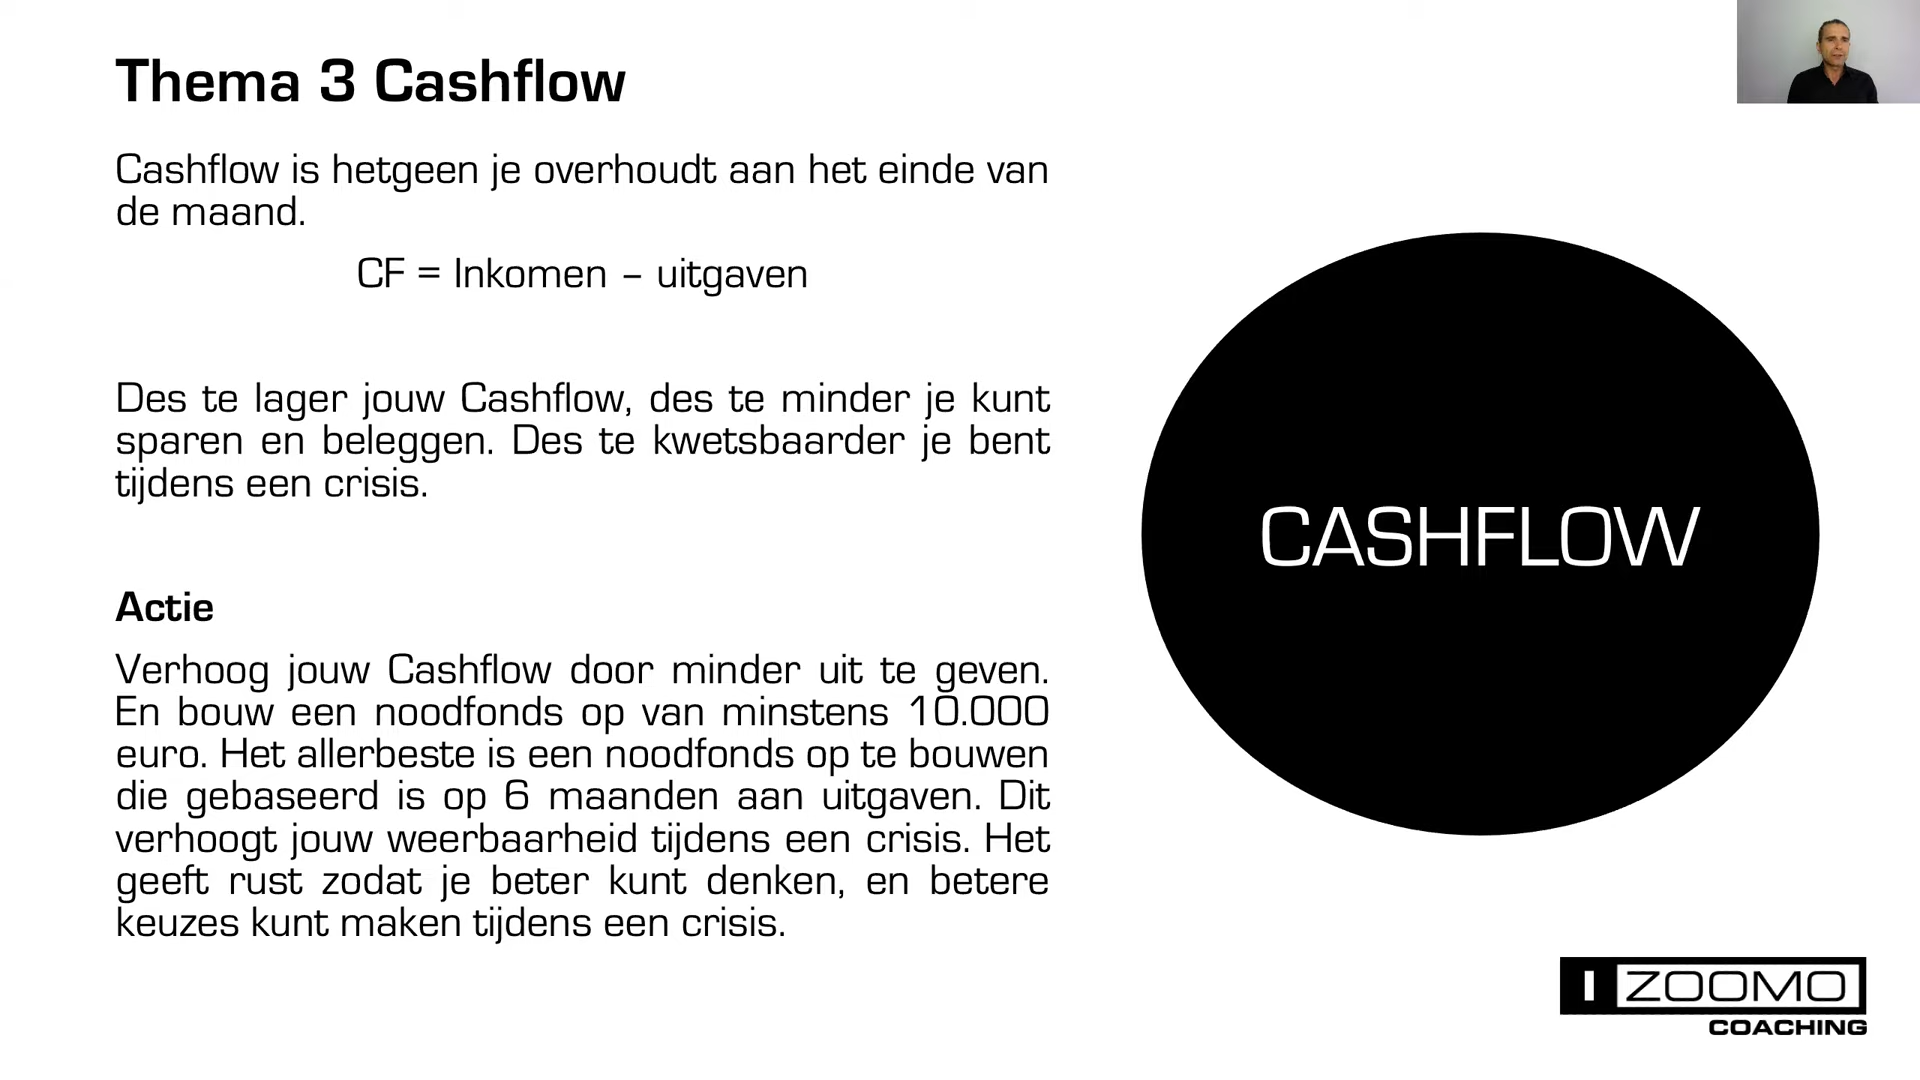 Thema 3 Cashflow
Cashflow is hetgeen je overhoudt aan het einde van
de maand.
CF = Inkomen – uitgaven
Des te lager jouw Cashflow, des te minder je kunt
sparen en beleggen. Des te kwetsbaarder je bent
tijdens een crisis.
Actie
Verhoog jouw Cashflow door minder uit te geven.
En bouw een noodfonds op van minstens 10.000
euro. Het allerbeste is een noodfonds op te bouwen
die gebaseerd is op 6 maanden aan uitgaven. Dit
verhoogt jouw weerbaarheid tijdens een crisis. Het
geeft rust zodat je beter kunt denken, en betere
keuzes kunt maken tijdens een crisis.
CASHFLOW
I ZOOMO
COACHING